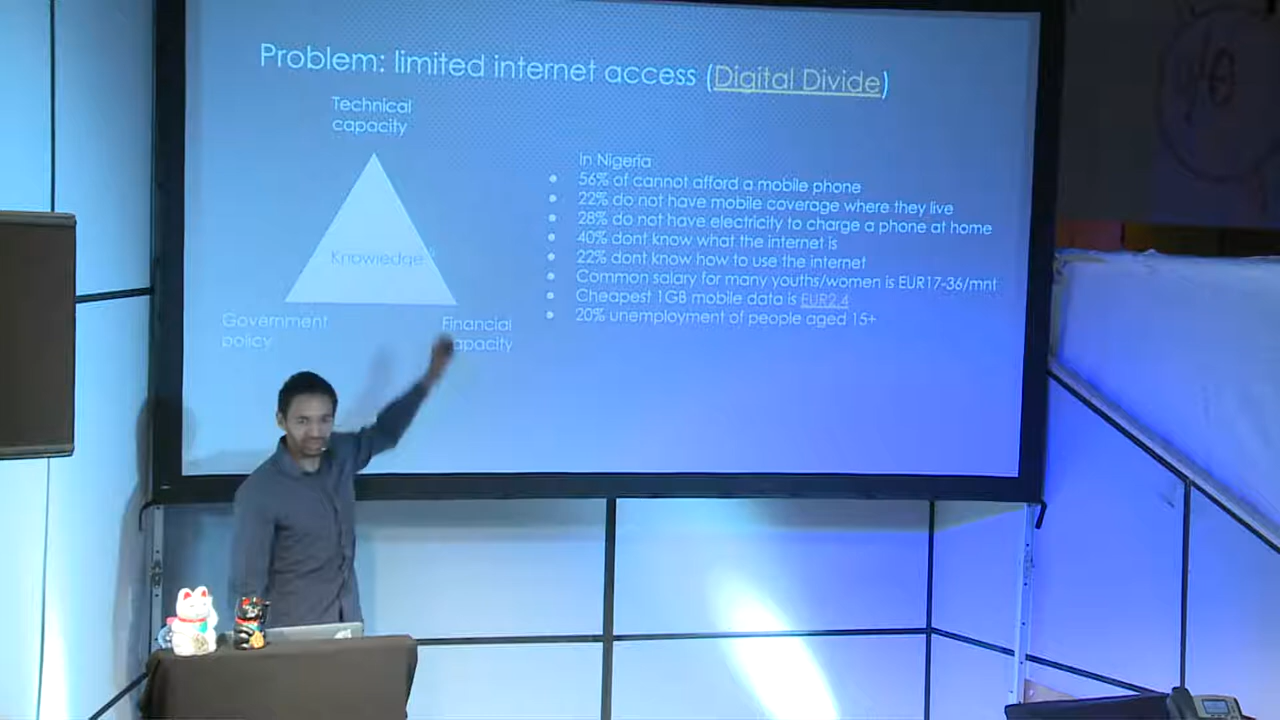 Problem: limited internet access (Digital Divide)
Technical
capacity
Knowledge
Government
policy
Financial
capacity
In Nigeria
56% of cannot afford a mobile phone
22% do not have mobile coverage where they live
28% do not have electricity to charge a phone at home
40% dont know what the internet is
22% dont know how to use the internet
Common salary for many youths/women is EUR17-36/mnt
Cheapest 1GB mobile data is EUR2.4
20% unemployment of people aged 15+